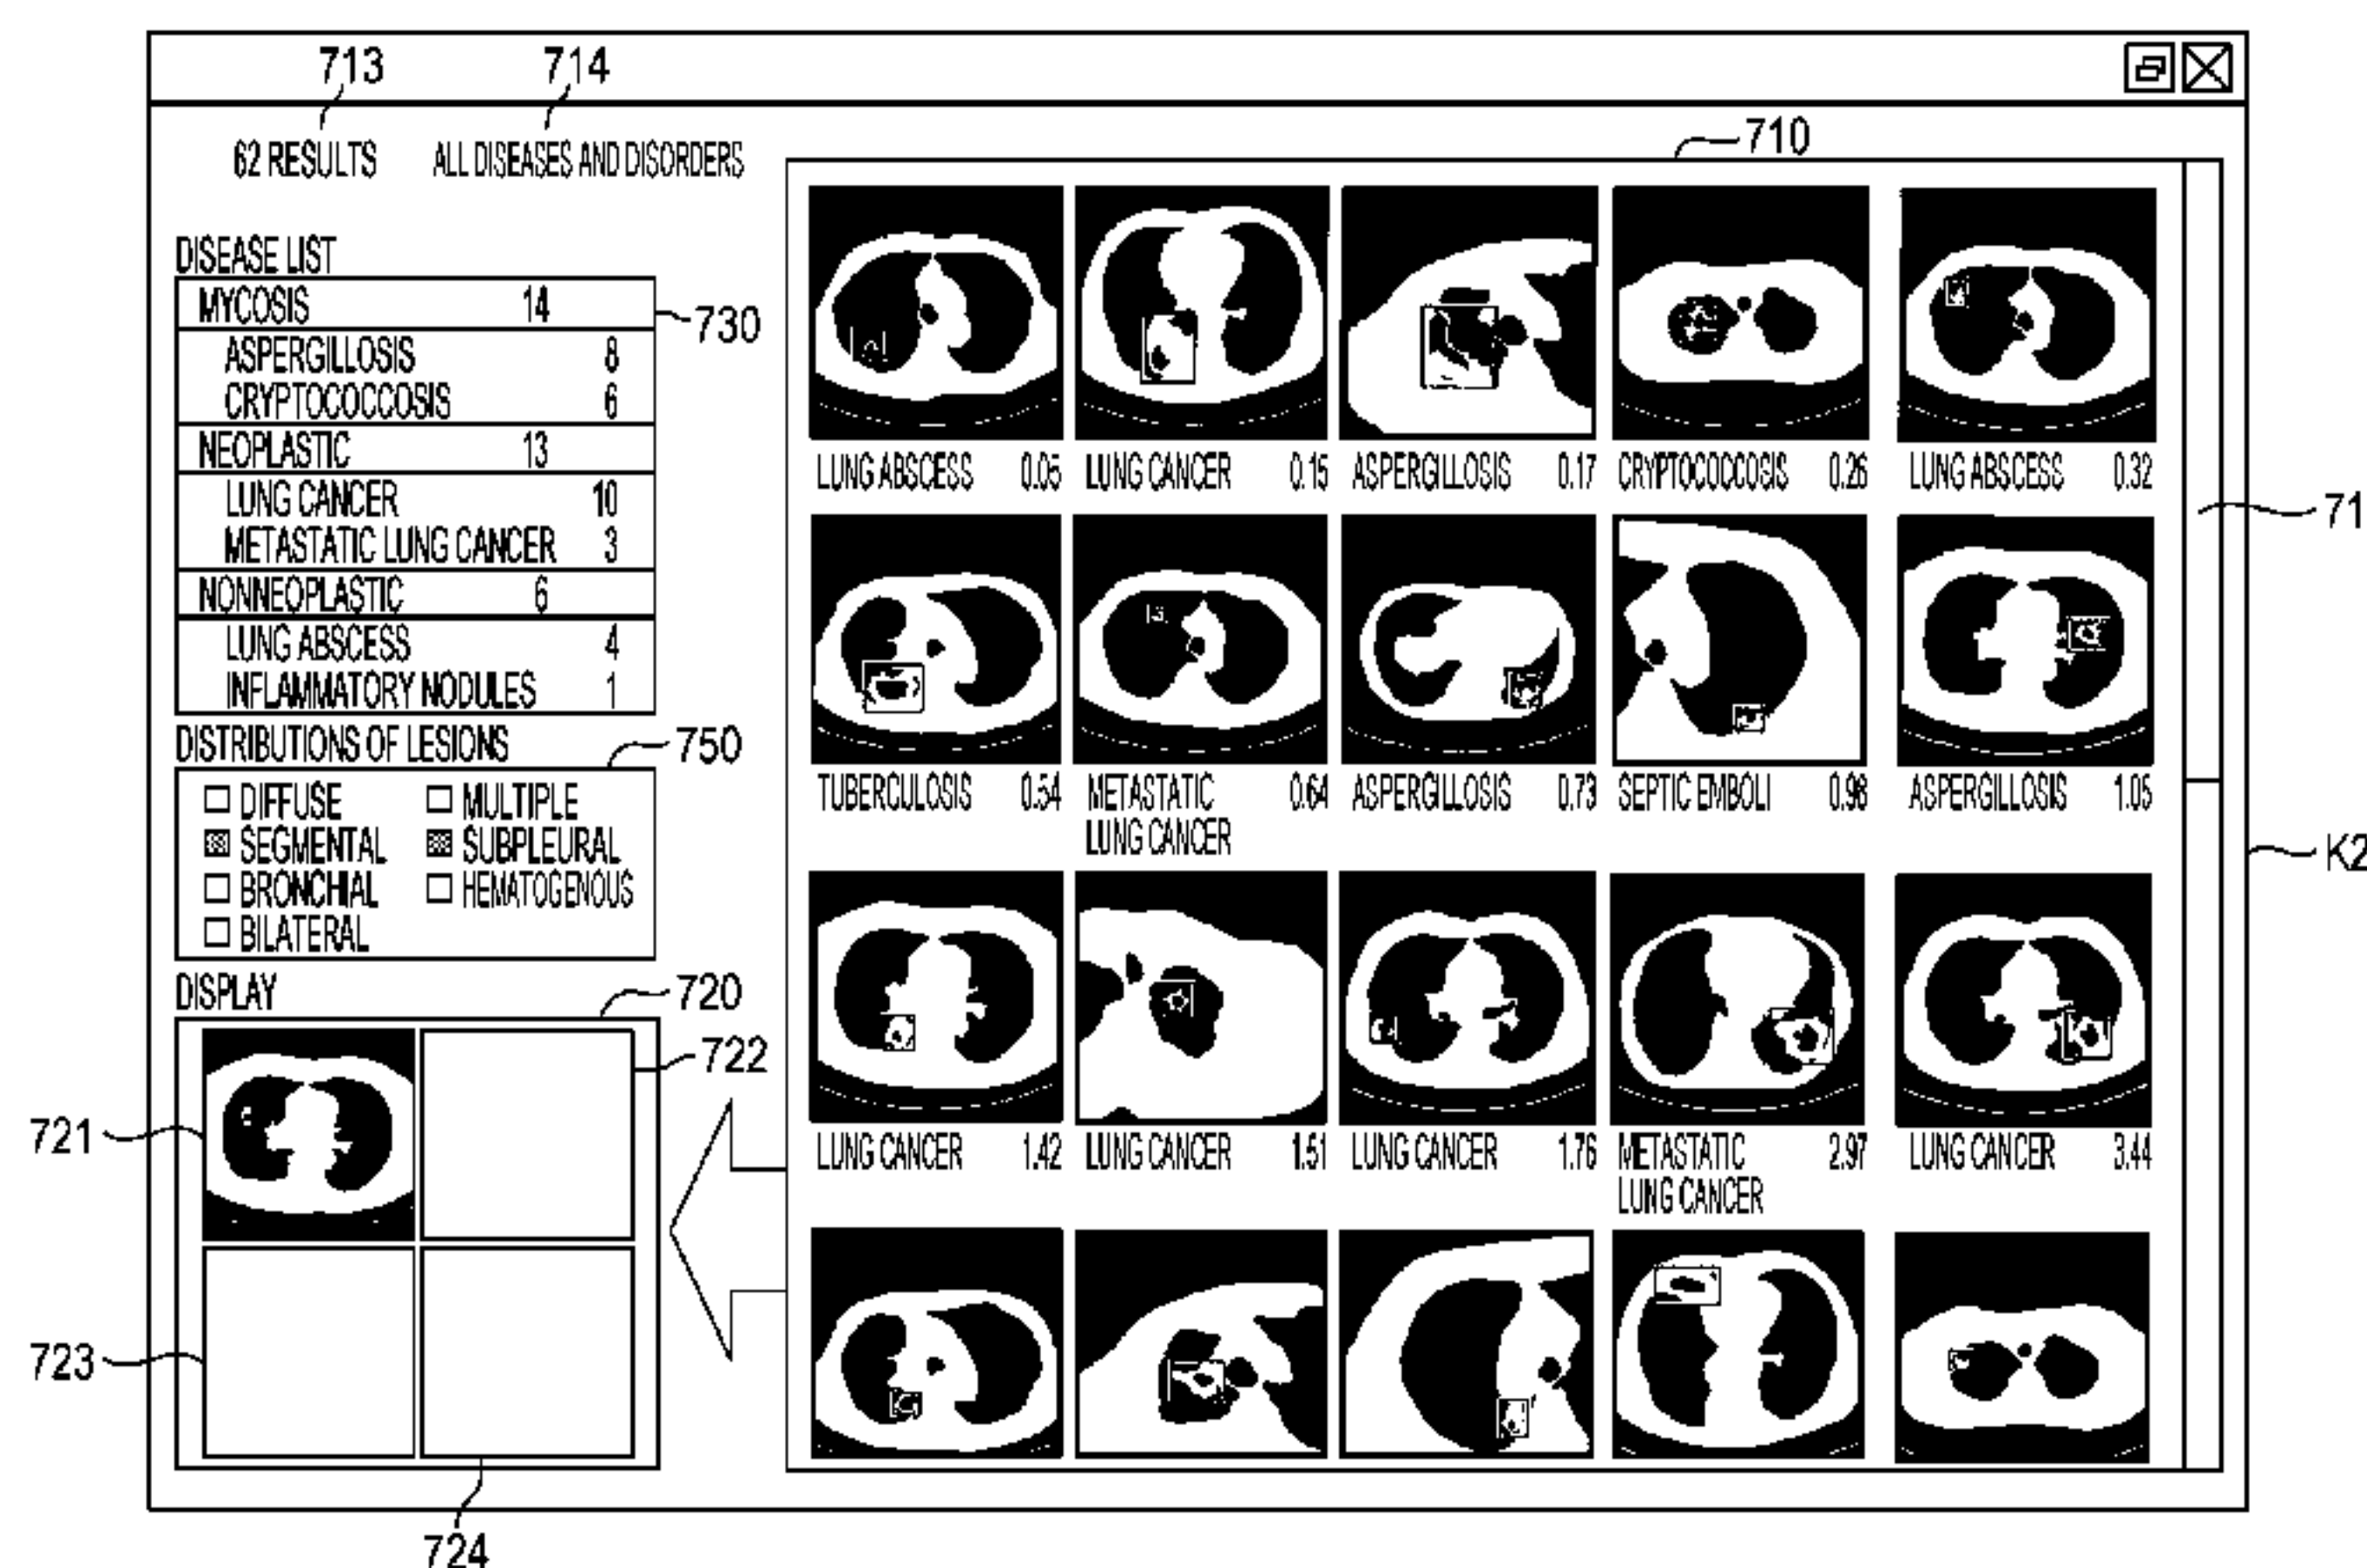 713 714
62 RESULTS ALL DISEASES AND DISORDERS
710
DISEASE LIST
MYCOSIS 14
730
ASPERGILLOSIS 8
CRYPTOCOCCOSIS 6
NEOPLASTIC 13
LUNG CANCER 10
METASTATIC LUNG CANCER 3
NONNEOPLASTIC 6
LUNG ABSCESS 4
INFLAMMATORY NODULES 1
DISTRIBUTIONS OF LESIONS
750
DIFFUSE MULTIPLE
SEGMENTAL SUBPLEURAL
BRONCHIAL HEMATOGENOUS
BILATERAL
DISPLAY
720
722
721
723
724
LUNG ABSCESS 0.05 LUNG CANCER 0.15 ASPERGILLOSIS 0.17 CRYPTOCOCCOSIS 0.26 LUNG ABSCESS 0.32
71
TUBERCULOSIS 0.54 METASTATIC 0.64 ASPERGILLOSIS 0.73 SEPTIC EMBOLI 0.98 ASPERGILLOSIS 1.05
LUNG CANCER
K2
LUNG CANCER 1.42 LUNG CANCER 1.51 LUNG CANCER 1.76 METASTATIC 2.97 LUNG CANCER 3.44
LUNG CANCER